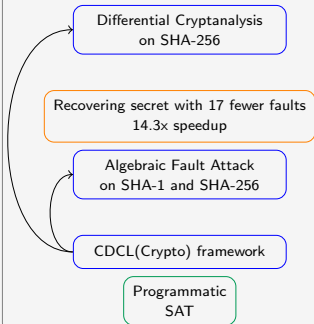 Differential Cryptanalysis
on SHA-256
Recovering secret with 17 fewer faults
14.3x speedup
Algebraic Fault Attack
on SHA-1 and SHA-256
CDCL(Crypto) framework
Programmatic
SAT